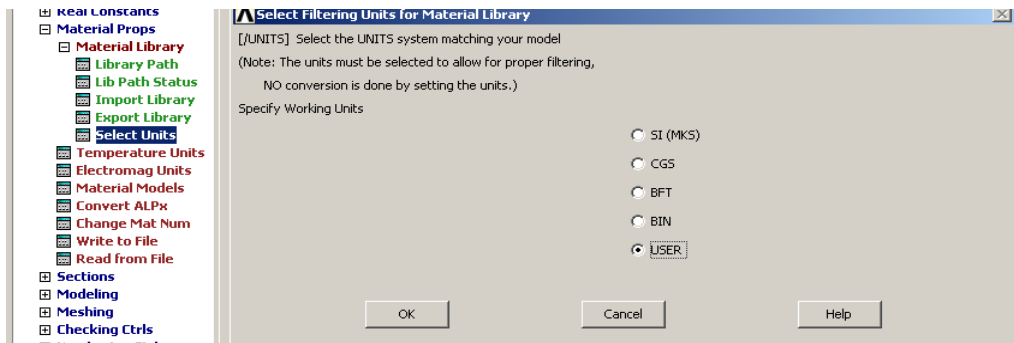 Real Constants
Material Props
Material Library
Library Path
Lib Path Status
Import Library
Export Library
Select Units
Temperature Units
Electromag Units
Material Models
Convert ALPx
Change Mat Num
Write to File
Read from File
Sections
Modeling
Meshing
Checking Ctrls
Select Filtering Units for Material Library
[/UNITS] Select the UNITS system matching your model
(Note: The units must be selected to allow for proper filtering,
NO conversion is done by setting the units.)
Specify Working Units
SI (MKS)
CGS
BFT
BIN
USER
OK Cancel Help